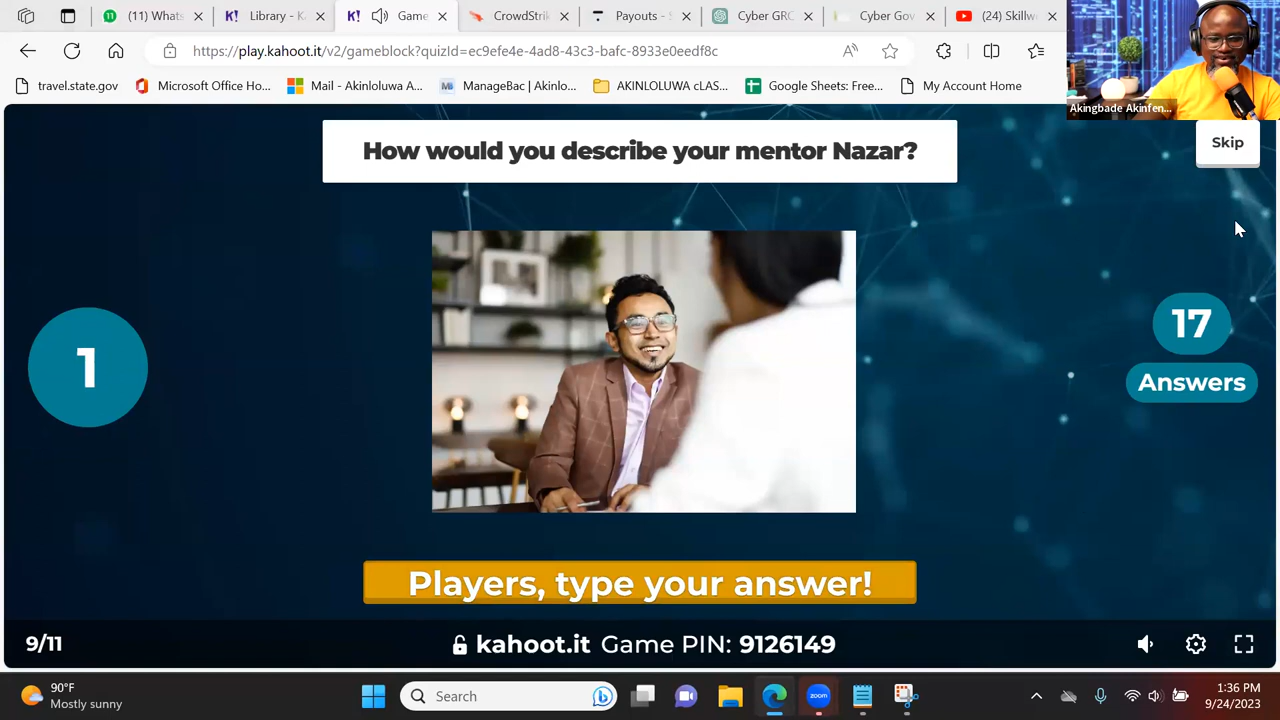 (11) Whats
Library - K
Game
CrowdStri
Payouts - S
Cyber GRC
Cyber Gov
(24) Skillw
https://play.kahoot.it/v2/gameblock?quizId=ec9efe4e-4ad8-43c3-bafc-8933e0eedf8c
travel.state.gov
Microsoft Office Ho...
Mail - Akinloluwa A...
ManageBac | Akinlo...
AKINLOLUWA cLAS...
Google Sheets: Free...
My Account Home
Akingbade Akinfen...
How would you describe your mentor Nazar?
Skip
1
17
Answers
Players, type your answer!
9/11
kahoot.it Game PIN: 9126149
90°F
Mostly sunny
Search
zoom
1:36 PM
9/24/2023